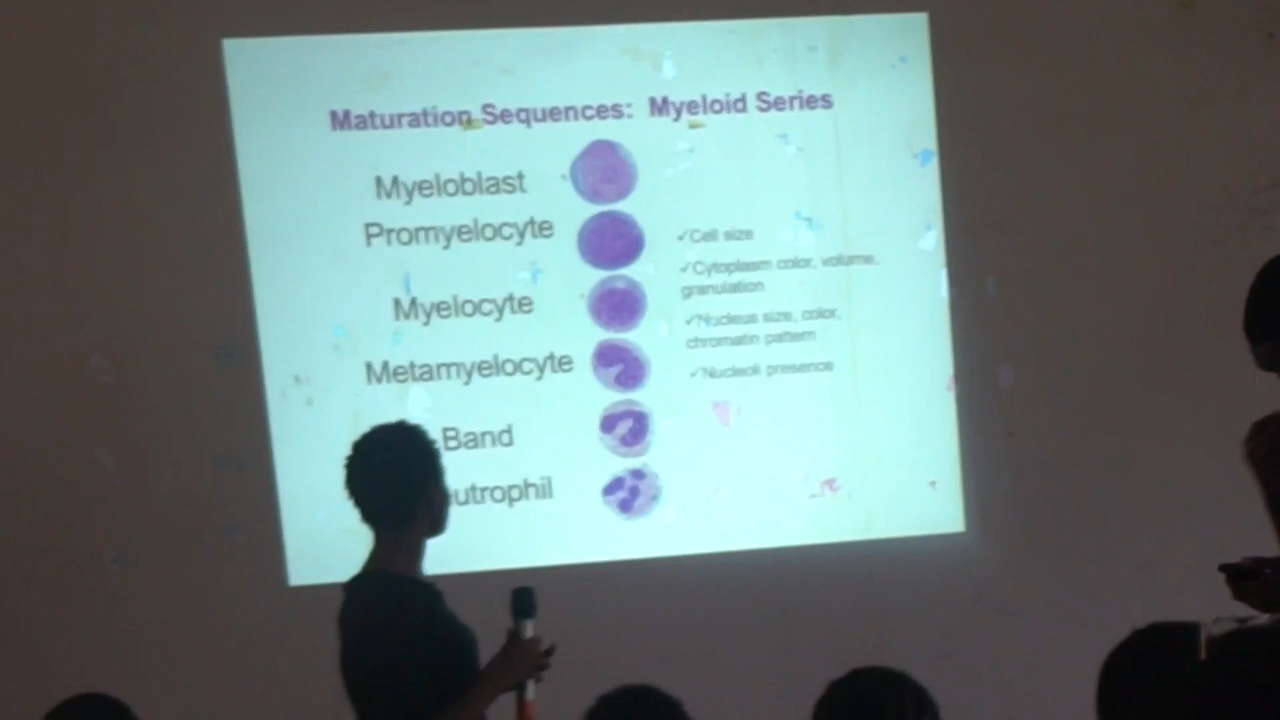 Maturation Sequences: Myeloid Series
Myeloblast
Promyelocyte
Myelocyte
Metamyelocyte
Band
utrophil
✓Cell size
✓Cytoplasm color, volume,
granulation
✓Nucleus size, color,
chromatin pattern
✓Nucleoli presence